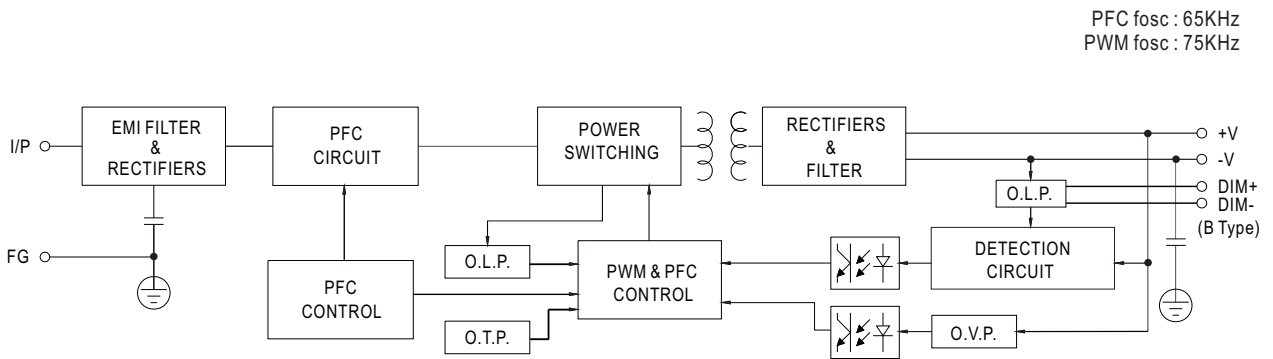 PFC fosc : 65KHz
PWM fosc : 75KHz
I/P
EMI FILTER
&
RECTIFIERS
PFC
CIRCUIT
POWER
SWITCHING
RECTIFIERS
&
FILTER
+V
-V
O.L.P.
DIM+
DIM-
(B Type)
FG
PFC
CONTROL
O.L.P.
O.T.P.
PWM & PFC
CONTROL
DETECTION
CIRCUIT
O.V.P.